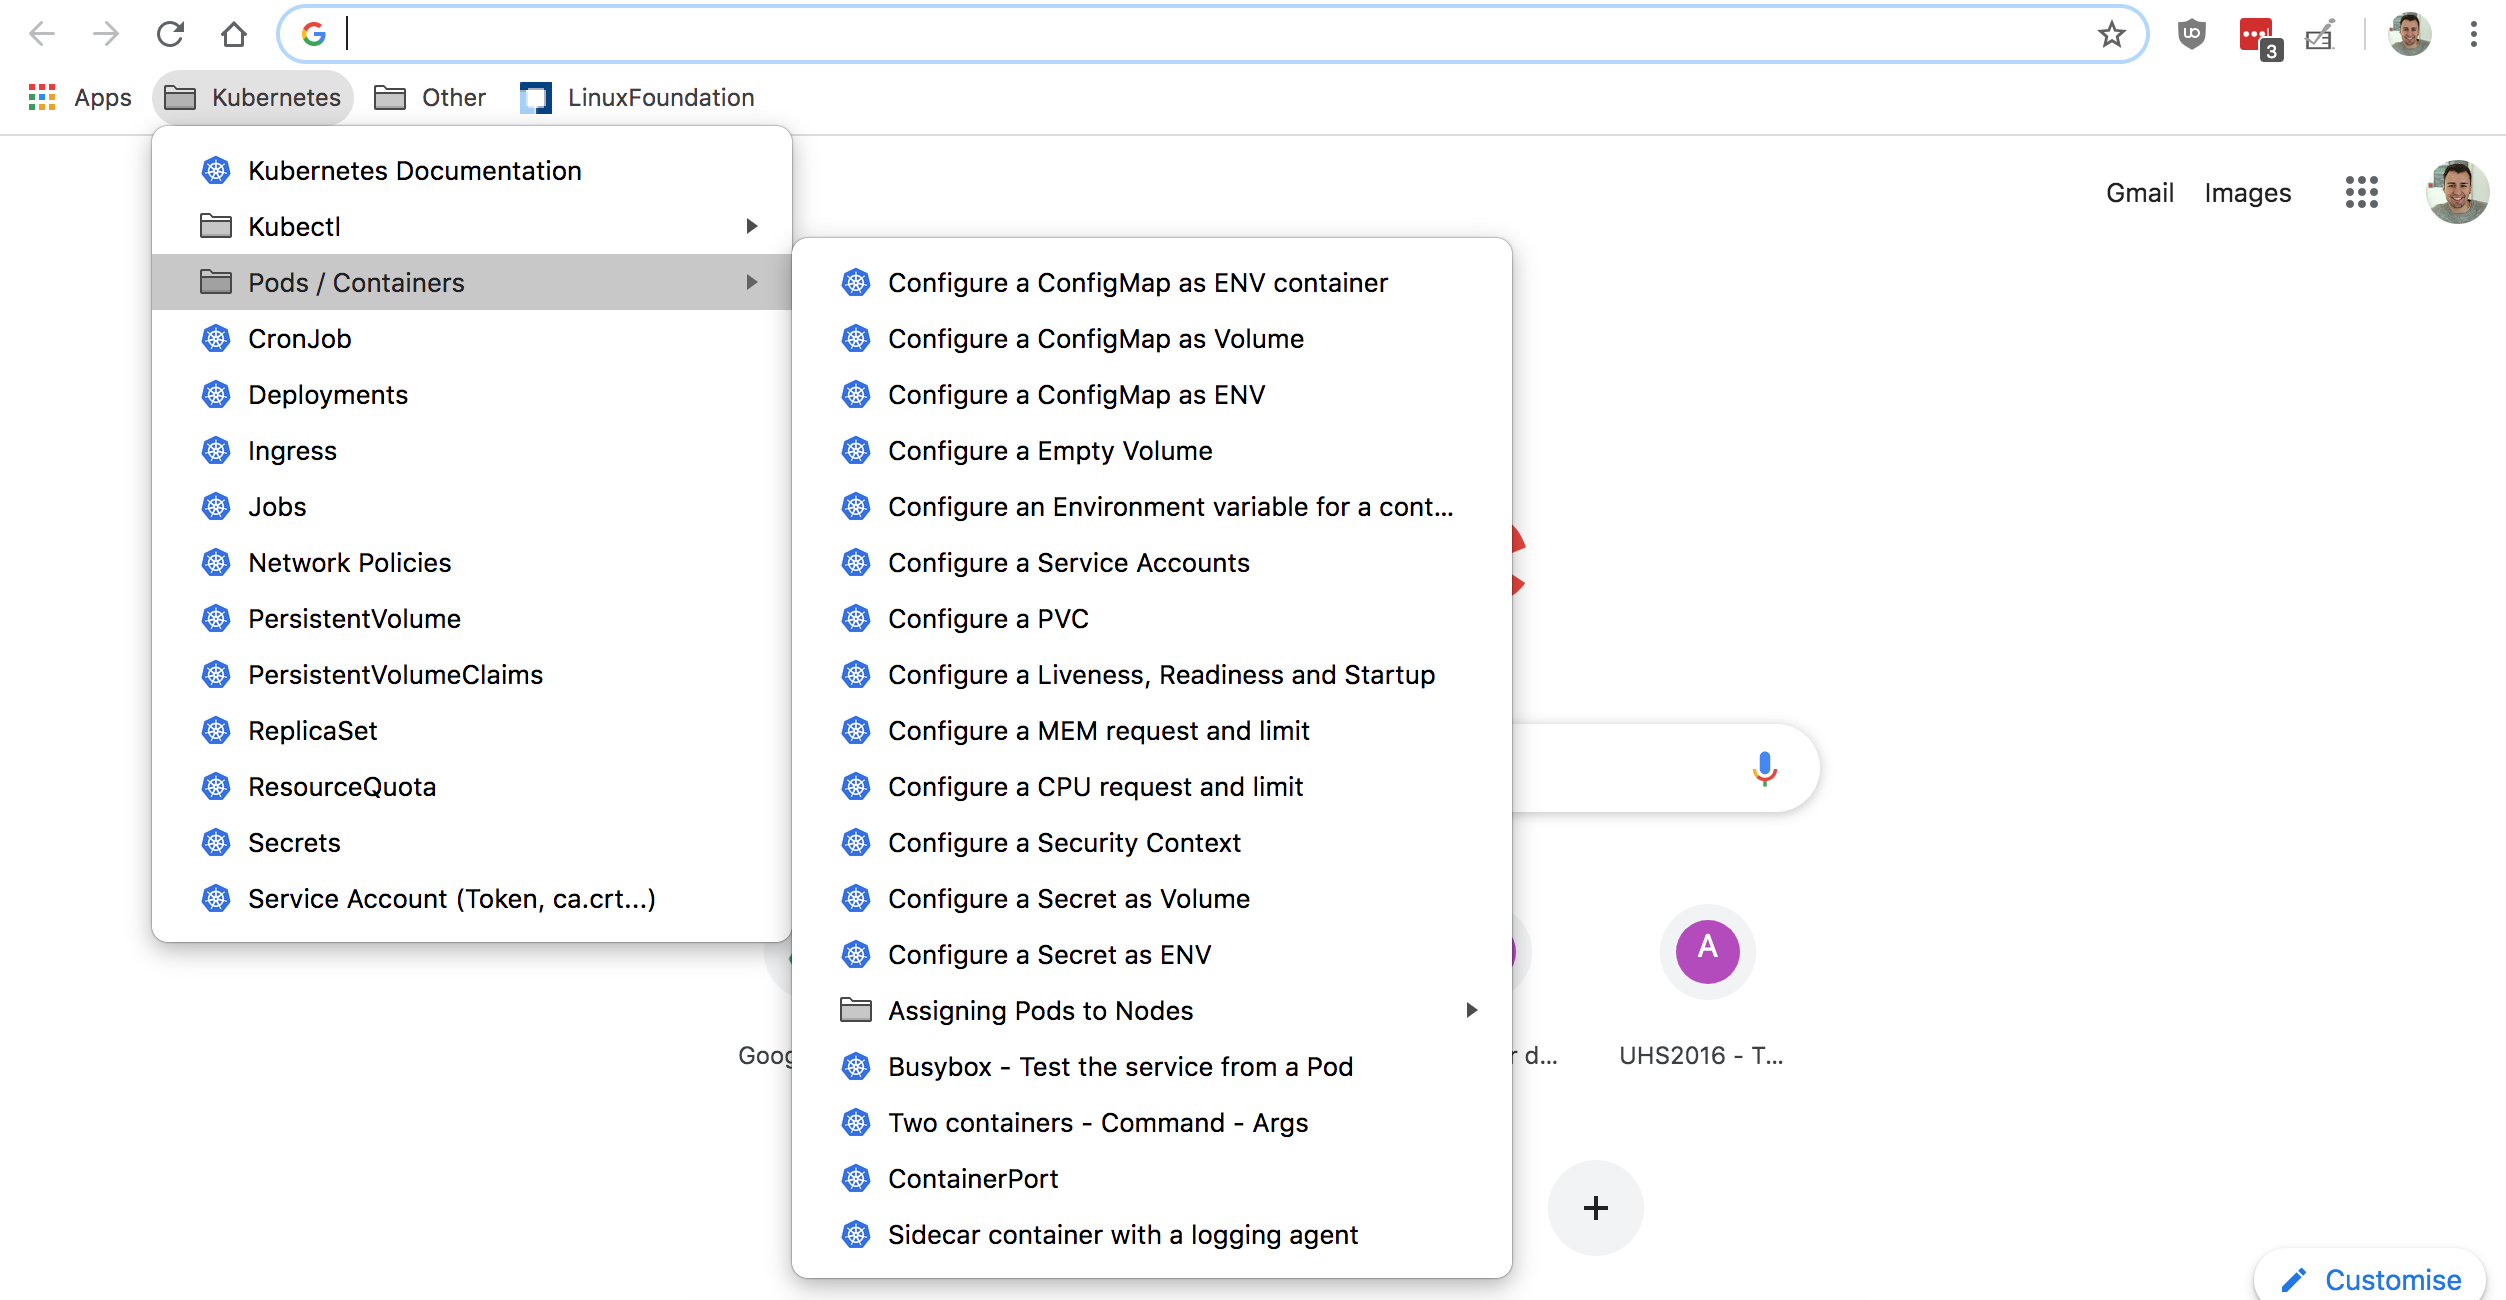 3
Apps
Kubernetes
Other
LinuxFoundation
Gmail
Images
Kubernetes Documentation
Kubectl
Pods / Containers
CronJob
Deployments
Ingress
Jobs
Network Policies
PersistentVolume
PersistentVolumeClaims
ReplicaSet
ResourceQuota
Secrets
Service Account (Token, ca.crt...)
Configure a ConfigMap as ENV container
Configure a ConfigMap as Volume
Configure a ConfigMap as ENV
Configure a Empty Volume
Configure an Environment variable for a cont...
Configure a Service Accounts
Configure a PVC
Configure a Liveness, Readiness and Startup
Configure a MEM request and limit
Configure a CPU request and limit
Configure a Security Context
Configure a Secret as Volume
Configure a Secret as ENV
Assigning Pods to Nodes
Busybox - Test the service from a Pod
Two containers - Command - Args
ContainerPort
Sidecar container with a logging agent
A
UHS2016 - T...
Customise